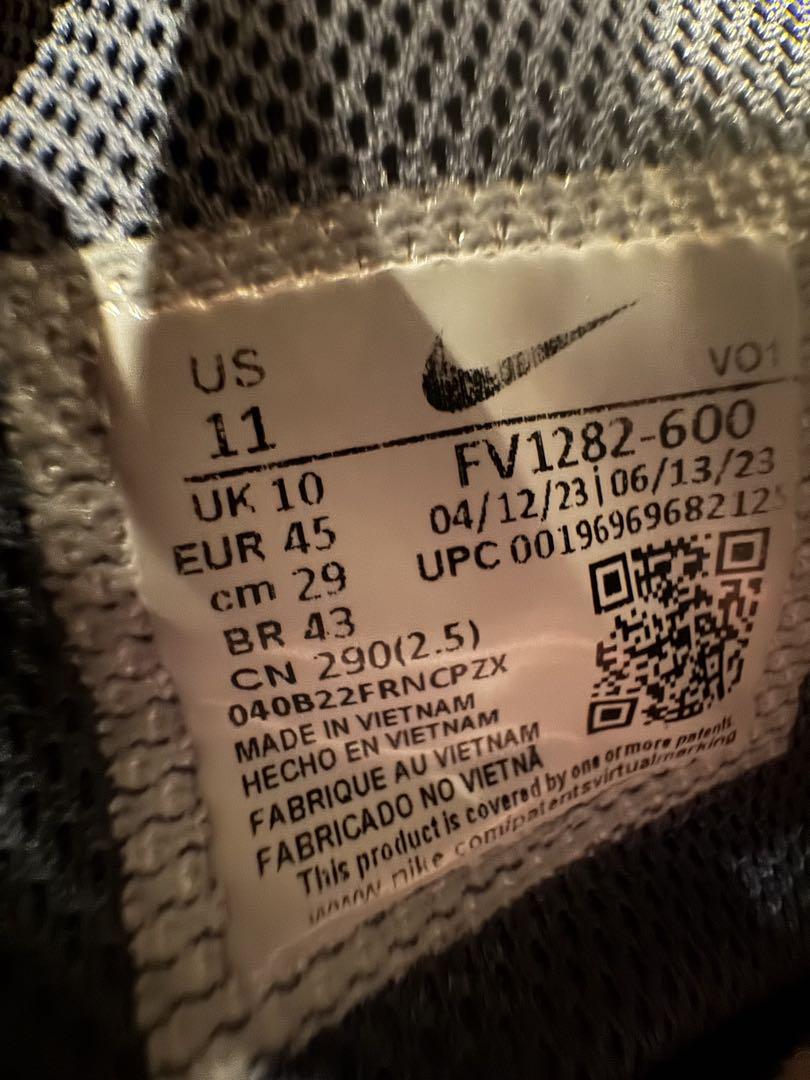 US
11
VO1
FV1282-600
04/12/23|06/13/23
UPC 00196969682125
UK 10
EUR 45
cm 29
BR 43
CN 290(2.5)
040B22FRNCPZX
MADE IN VIETNAM
HECHO EN VIETNAM
FABRIQUE AU VIETNAM
FABRICADO NO VIETNÃ
This product is covered by one or more patents
www.nike.com/patentsvirtualmarking